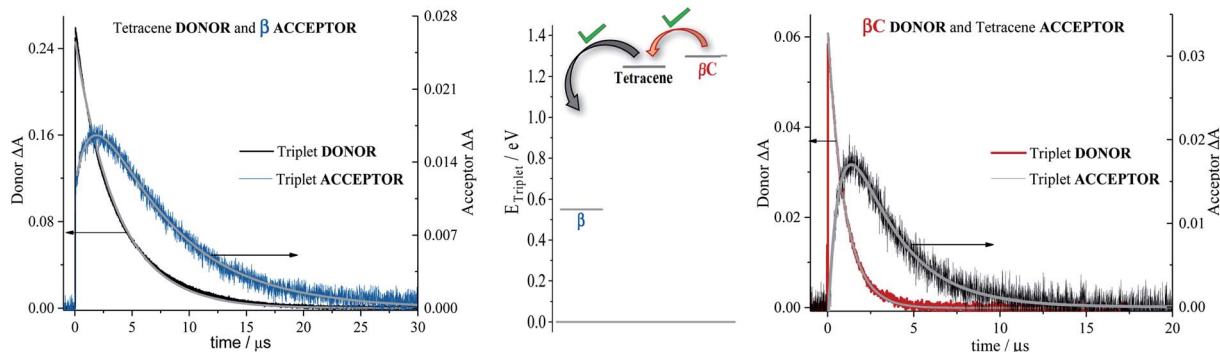 Tetracene DONOR and β ACCEPTOR
0.24
0.16
0.08
0.00
Donor ΔA
0.028
0.021
0.014
0.007
0.000
Acceptor ΔA
Triplet DONOR
Triplet ACCEPTOR
0
5
10
15
20
25
30
time / μs
1.4
1.2
1.0
0.8
0.6
0.4
0.2
0.0
E Triplet / eV
Tetracene
βC
β
βC DONOR and Tetracene ACCEPTOR
0.06
0.04
0.02
0.00
Donor ΔA
0.03
0.02
0.01
0.00
Acceptor ΔA
Triplet DONOR
Triplet ACCEPTOR
0
5
10
15
20
time / μs